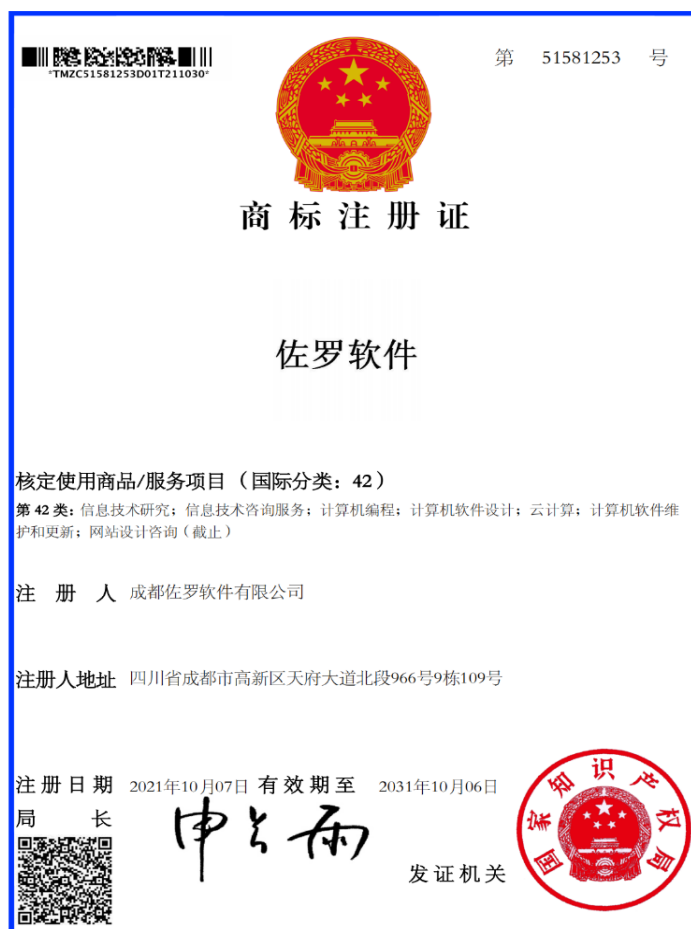 第 51581253 号
*TMZC51581253D01T211030*
商标注册证
佐罗软件
核定使用商品/服务项目（国际分类：42）
第 42 类：信息技术研究；信息技术咨询服务；计算机编程；计算机软件设计；云计算；计算机软件维
护和更新；网站设计咨询（截止）
注 册 人 成都佐罗软件有限公司
注册人地址 四川省成都市高新区天府大道北段966号9栋109号
注册日期 2021年10月07日 有效期至 2031年10月06日
局 长 申长雨
发证机关
国家知识产权局